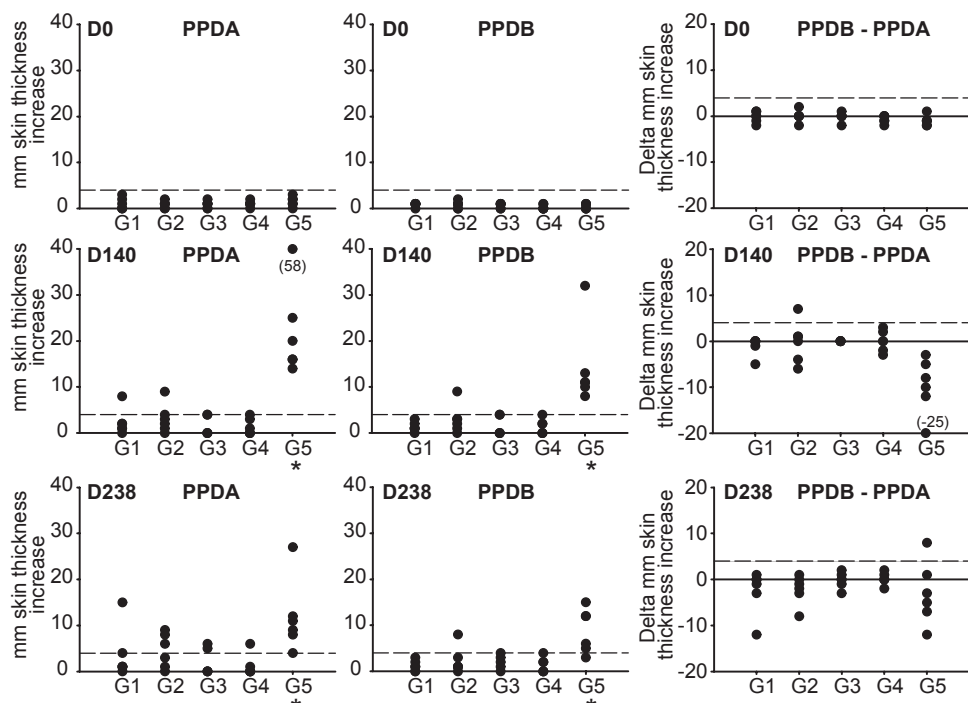 D0 PPDA
mm skin thickness
increase
40
30
20
10
0
G1 G2 G3 G4 G5
D0 PPDB
40
30
20
10
0
G1 G2 G3 G4 G5
D0 PPDB - PPDA
Delta mm skin
thickness increase
20
10
0
-10
-20
G1 G2 G3 G4 G5
D140 PPDA
mm skin thickness
increase
40
30
20
10
0
(58)
G1 G2 G3 G4 G5
*
D140 PPDB
40
30
20
10
0
G1 G2 G3 G4 G5
*
D140 PPDB - PPDA
Delta mm skin
thickness increase
20
10
0
-10
-20
(-25)
G1 G2 G3 G4 G5
D238 PPDA
mm skin thickness
increase
40
30
20
10
0
G1 G2 G3 G4 G5
*
D238 PPDB
40
30
20
10
0
G1 G2 G3 G4 G5
*
D238 PPDB - PPDA
Delta mm skin
thickness increase
20
10
0
-10
-20
G1 G2 G3 G4 G5